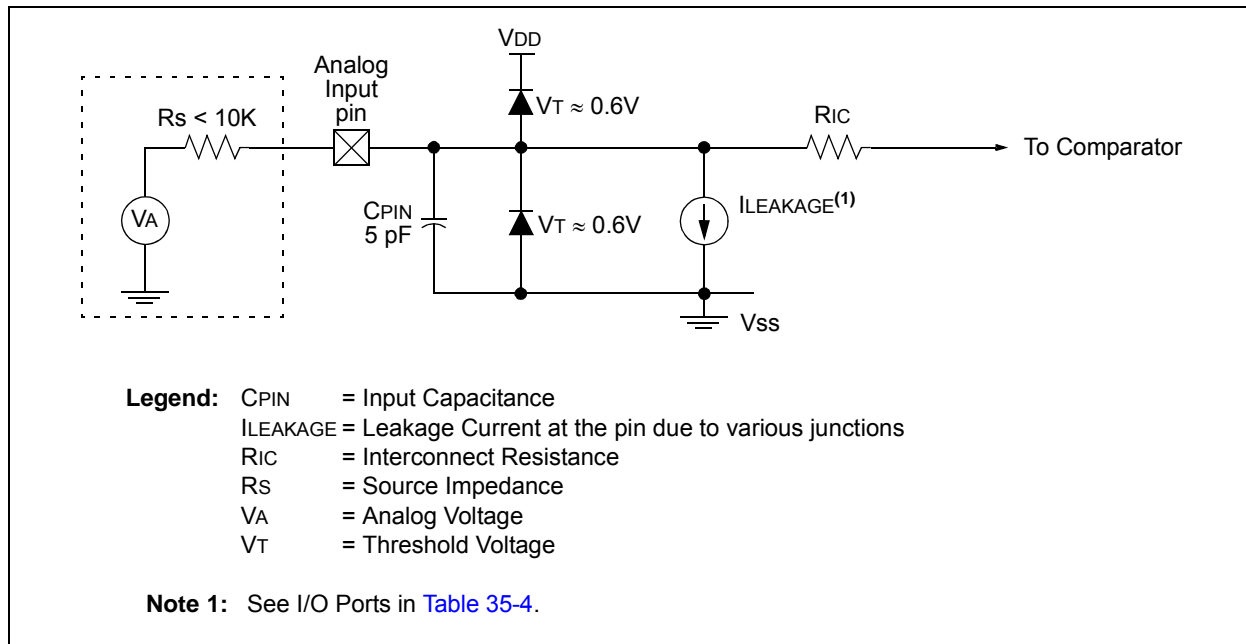 VDD
Analog
Input
pin
Rs < 10K
VT ≈ 0.6V
RIC
To Comparator
VA
CPIN
5 pF
VT ≈ 0.6V
ILEAKAGE(1)
Vss
Legend: CPIN = Input Capacitance
ILEAKAGE = Leakage Current at the pin due to various junctions
RIC = Interconnect Resistance
RS = Source Impedance
VA = Analog Voltage
VT = Threshold Voltage
Note 1: See I/O Ports in Table 35-4.